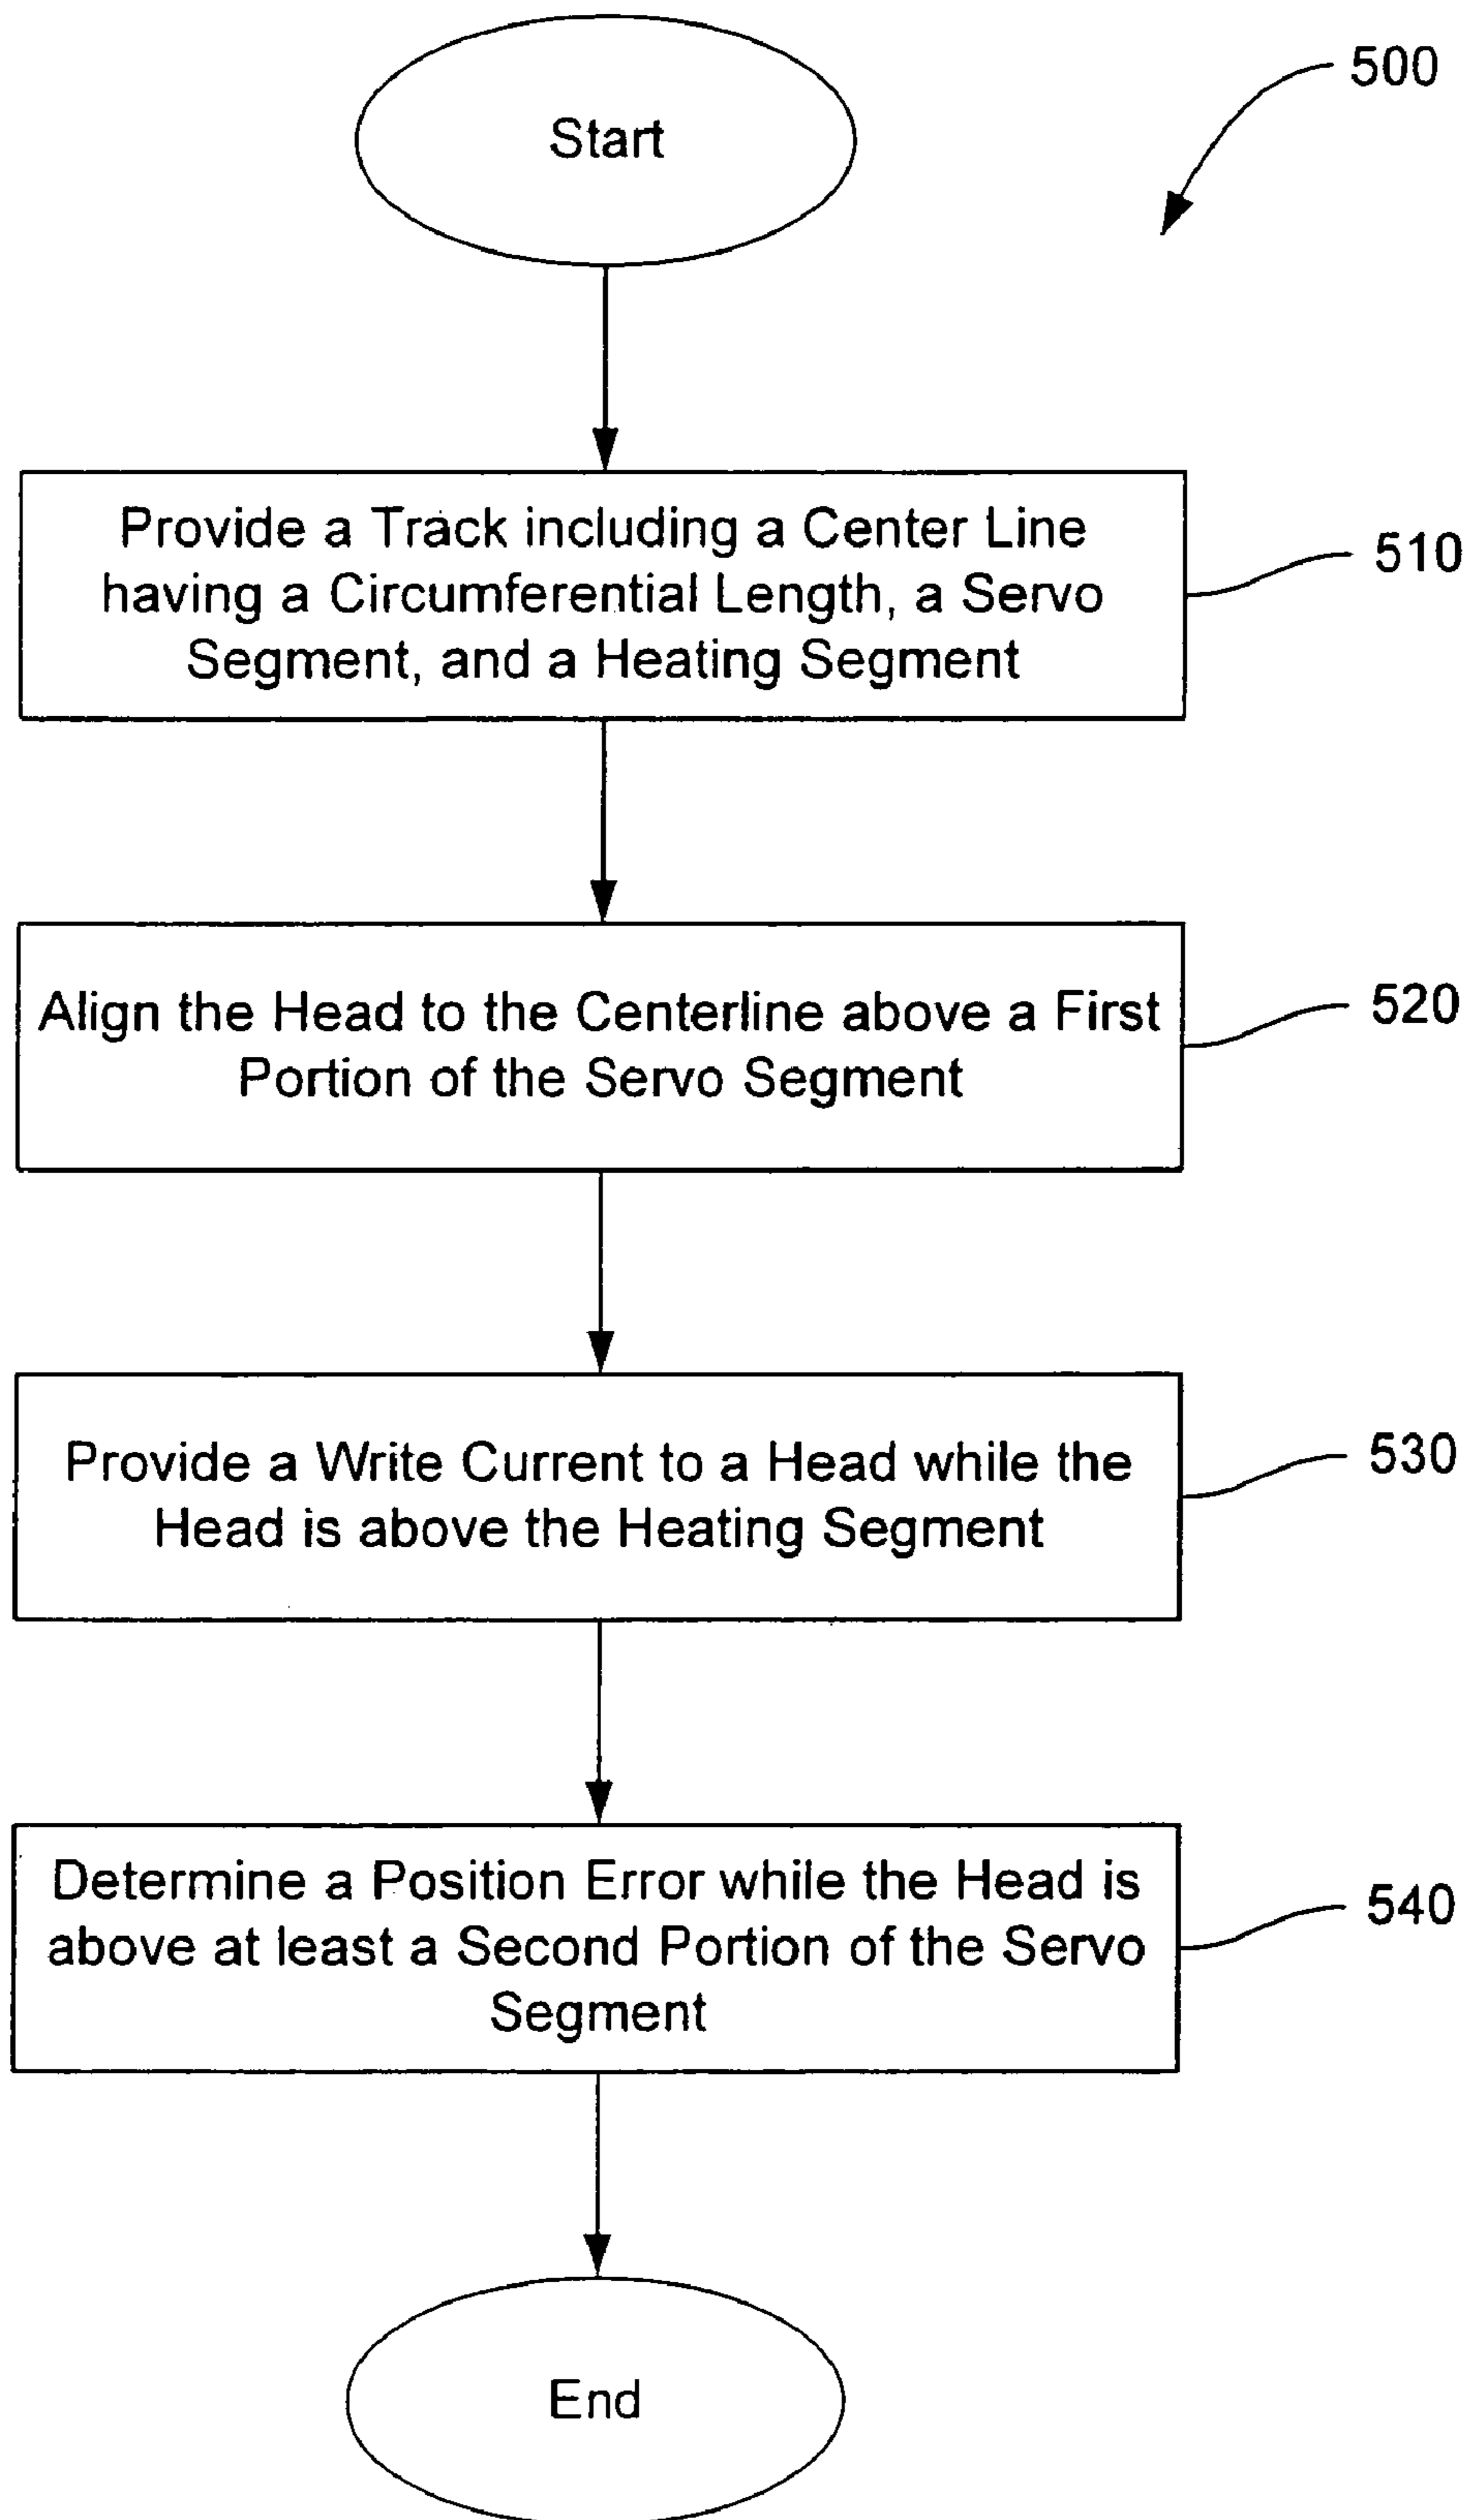 Start
500
Provide a Track including a Center Line
having a Circumferential Length, a Servo
Segment, and a Heating Segment
510
Align the Head to the Centerline above a First
Portion of the Servo Segment
520
Provide a Write Current to a Head while the
Head is above the Heating Segment
530
Determine a Position Error while the Head is
above at least a Second Portion of the Servo
Segment
540
End